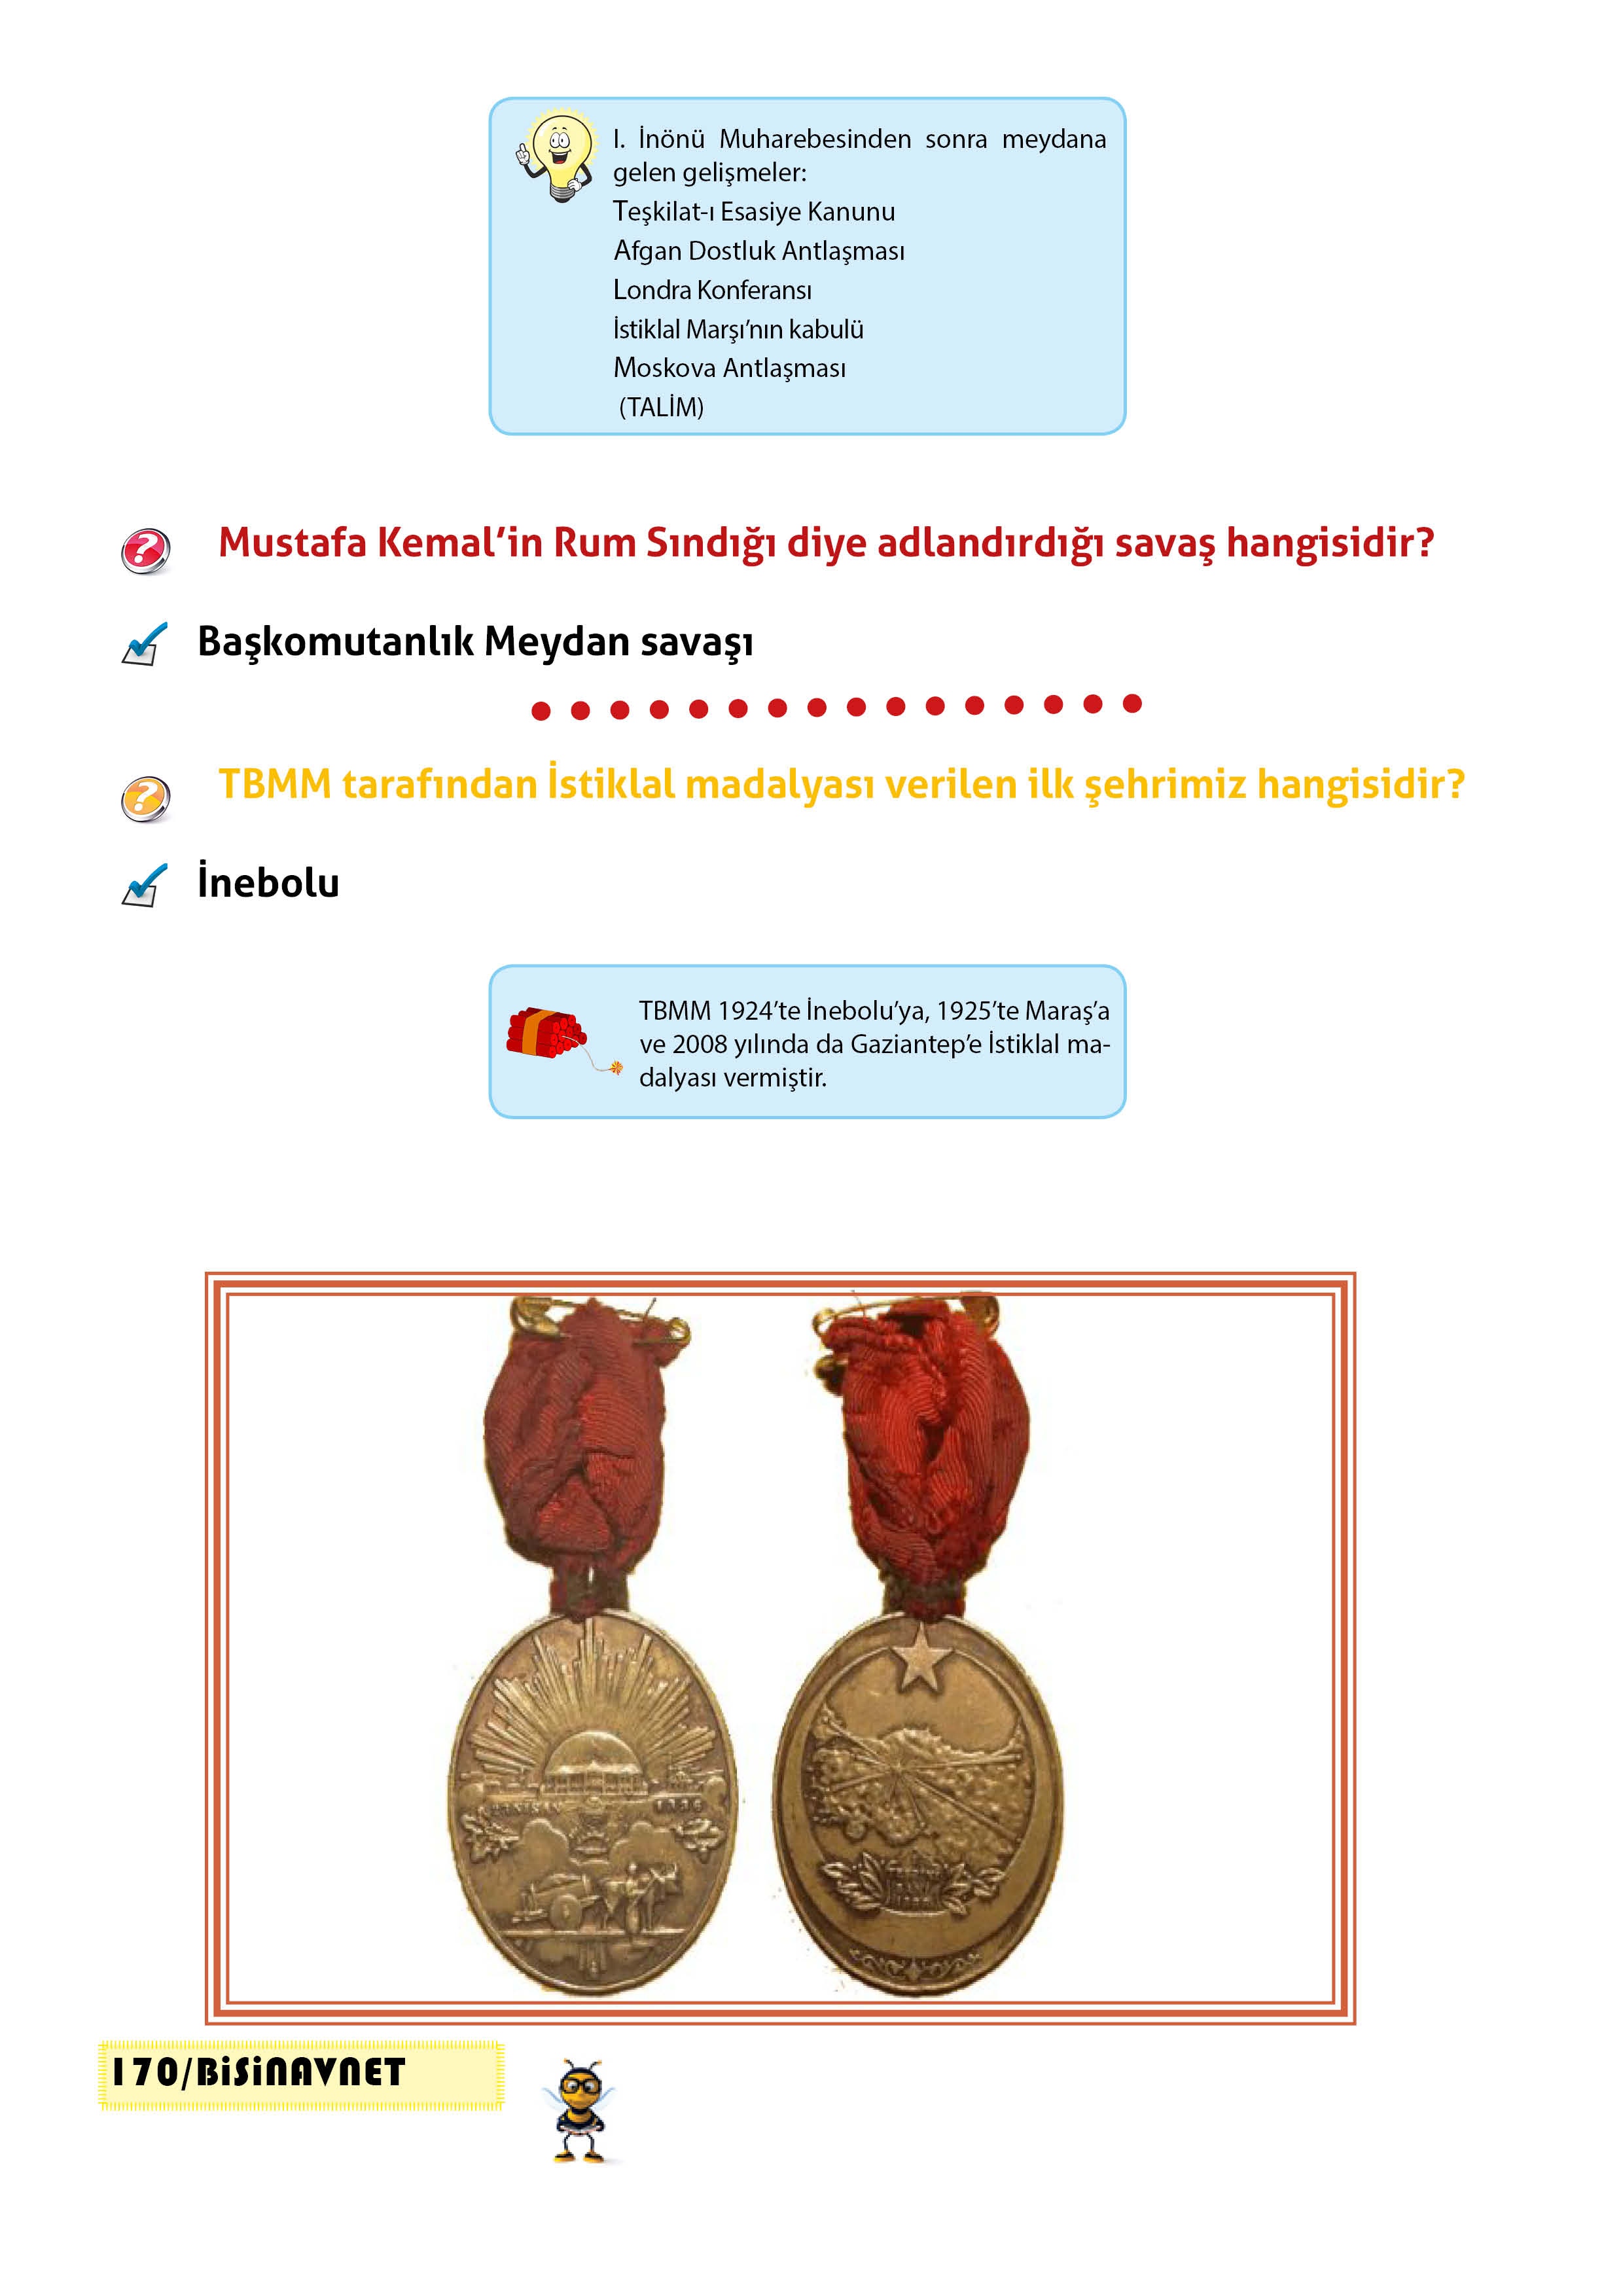 I. İnönü Muharebesinden sonra meydana
gelen gelişmeler:
Teşkilat-ı Esasiye Kanunu
Afgan Dostluk Antlaşması
Londra Konferansı
İstiklal Marşı’nın kabulü
Moskova Antlaşması
(TALİM)
Mustafa Kemal’in Rum Sındığı diye adlandırdığı savaş hangisidir?
Başkomutanlık Meydan savaşı
TBMM tarafından İstiklal madalyası verilen ilk şehrimiz hangisidir?
İnebolu
TBMM 1924’te İnebolu’ya, 1925’te Maraş’a
ve 2008 yılında da Gaziantep’e İstiklal ma-
dalyası vermiştir.
170/BiSiNAVNET